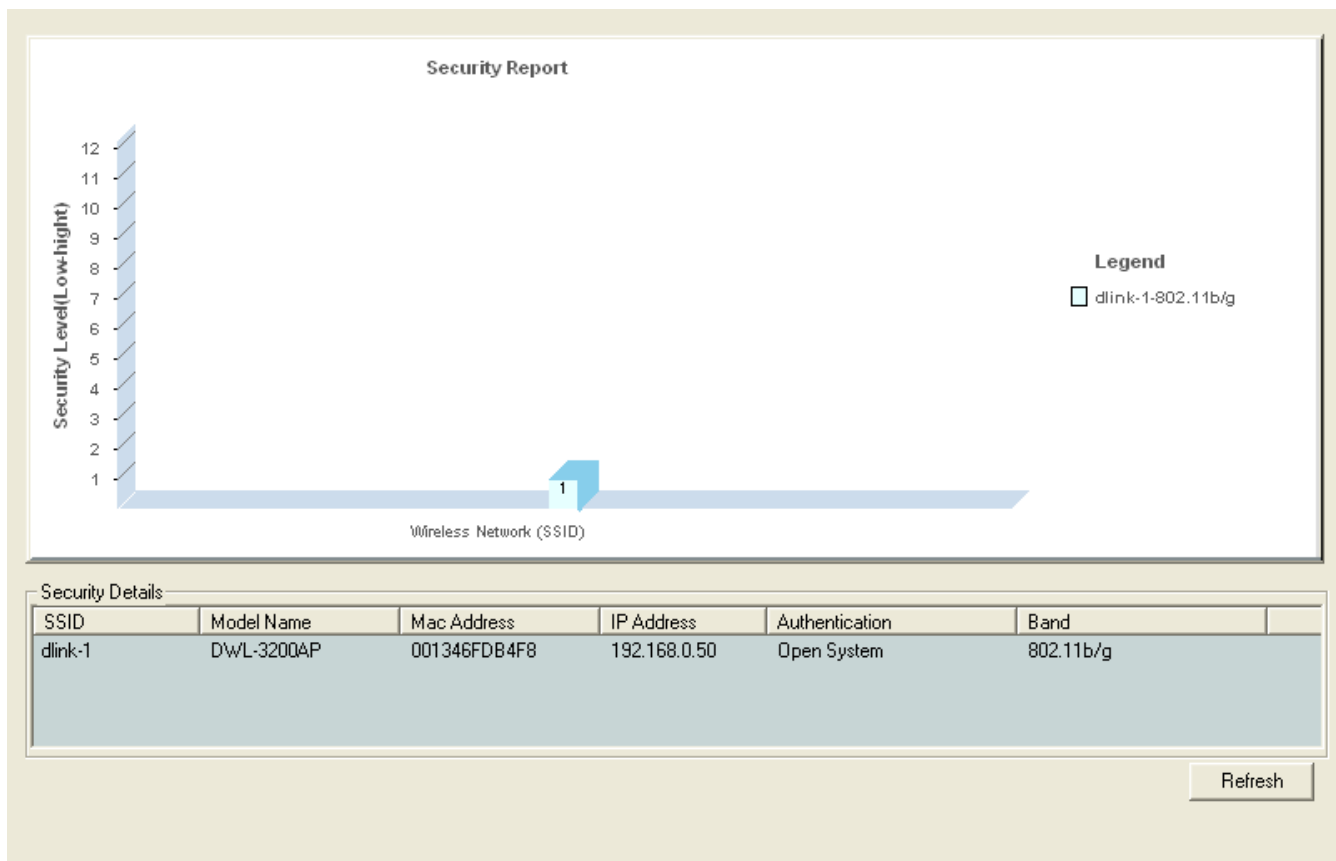 Security Report
12
11
10
9
8
7
6
5
4
3
2
1
Security Level(Low-hight)
1
Wireless Network (SSID)
Legend
dlink-1-802.11b/g
Security Details
SSID Model Name Mac Address IP Address Authentication Band
dlink-1 DWL-3200AP 001346FDB4F8 192.168.0.50 Open System 802.11b/g
Refresh